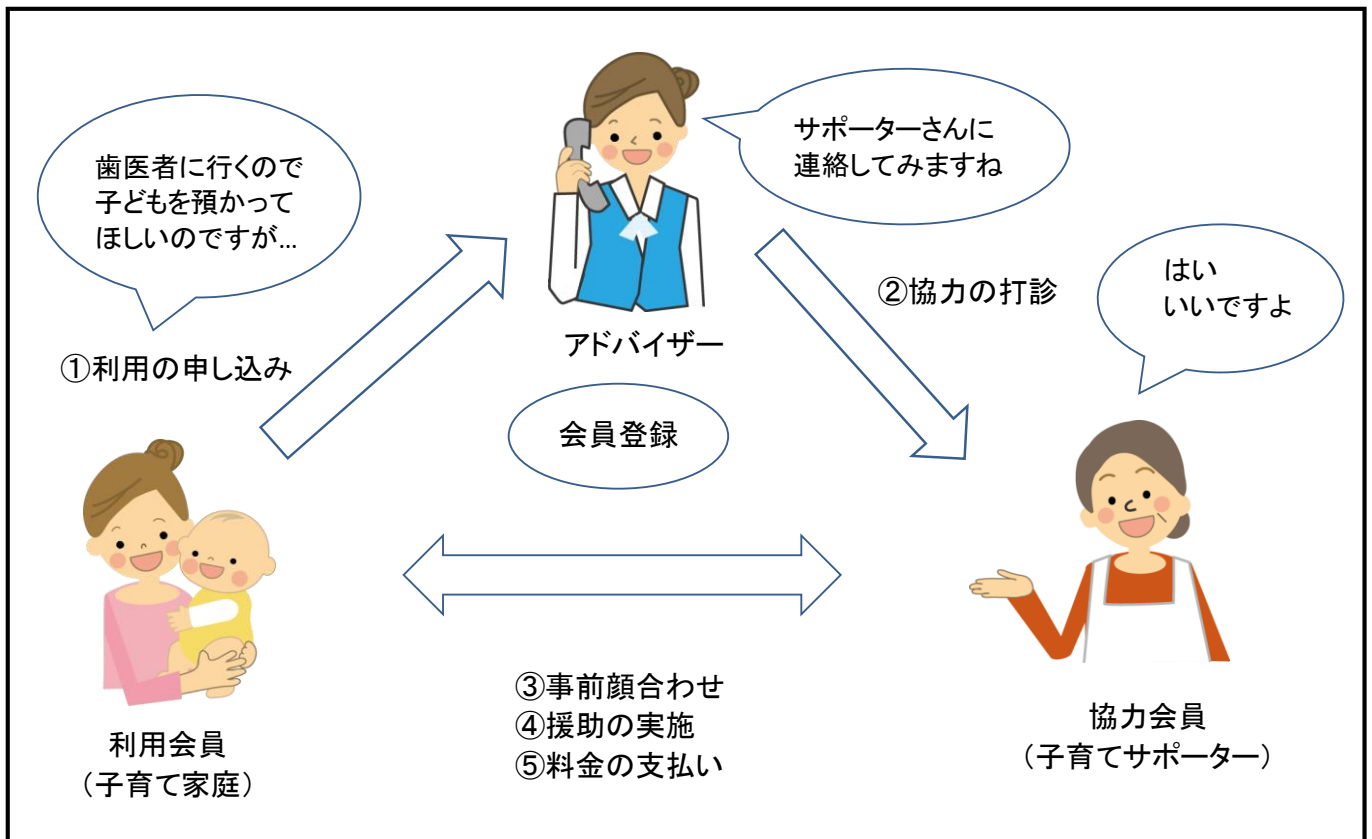 歯医者に行くので
子どもを預かって
ほしいのですが…
サポーターさんに
連絡してみますね
はい
いいですよ
②協力の打診
アドバイザー
①利用の申し込み
会員登録
③事前顔合わせ
④援助の実施
⑤料金の支払い
利用会員
（子育て家庭）
協力会員
（子育てサポーター）